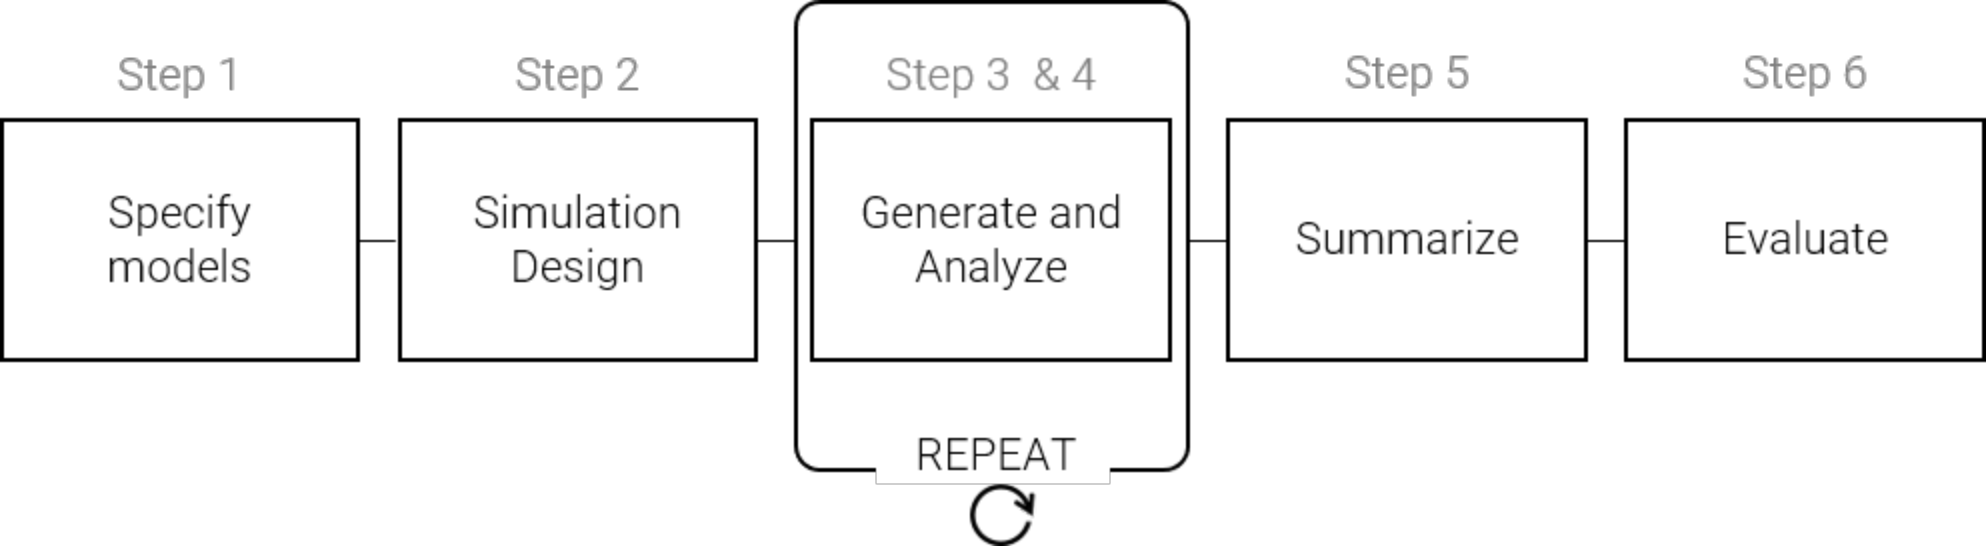 Step 1
Specify
models
Step 2
Simulation
Design
Step 3 & 4
Generate and
Analyze
REPEAT
Step 5
Summarize
Step 6
Evaluate